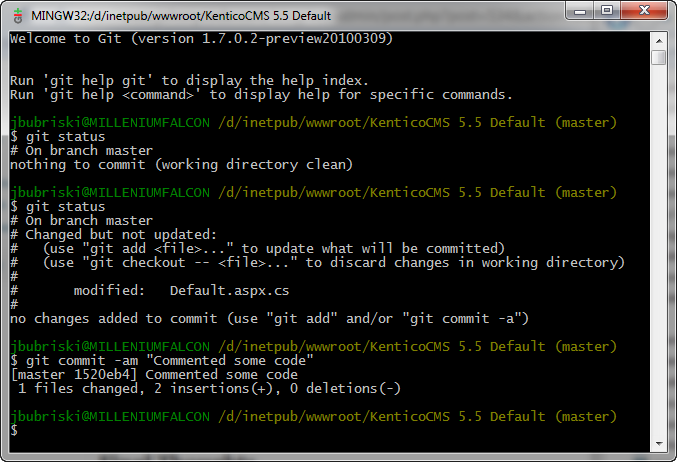 MINGW32:/d/inetpub/wwwroot/KenticoCMS 5.5 Default
Welcome to Git (version 1.7.0.2-preview20100309)
Run 'git help git' to display the help index.
Run 'git help <command>' to display help for specific commands.
jbubriski@MILLENIUMFALCON /d/inetpub/wwwroot/KenticoCMS 5.5 Default (master)
$ git status
# On branch master
nothing to commit (working directory clean)
jbubriski@MILLENIUMFALCON /d/inetpub/wwwroot/KenticoCMS 5.5 Default (master)
$ git status
# On branch master
# Changed but not updated:
#   (use "git add <file>..." to update what will be committed)
#   (use "git checkout -- <file>..." to discard changes in working directory)
#
#       modified:   Default.aspx.cs
#
no changes added to commit (use "git add" and/or "git commit -a")
jbubriski@MILLENIUMFALCON /d/inetpub/wwwroot/KenticoCMS 5.5 Default (master)
$ git commit -am "Commented some code"
[master 1520eb4] Commented some code
 1 files changed, 2 insertions(+), 0 deletions(-)
jbubriski@MILLENIUMFALCON /d/inetpub/wwwroot/KenticoCMS 5.5 Default (master)
$